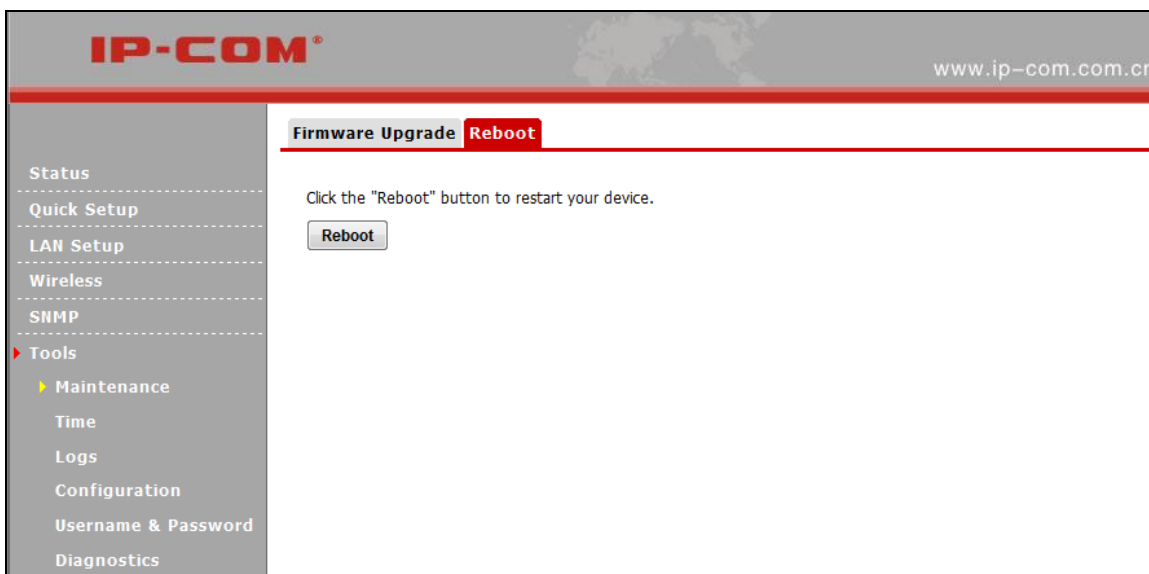 IP-COM®
www.ip-com.com.cn
Firmware Upgrade Reboot
Status
Quick Setup
LAN Setup
Wireless
SNMP
Tools
Maintenance
Time
Logs
Configuration
Username & Password
Diagnostics
Click the "Reboot" button to restart your device.
Reboot